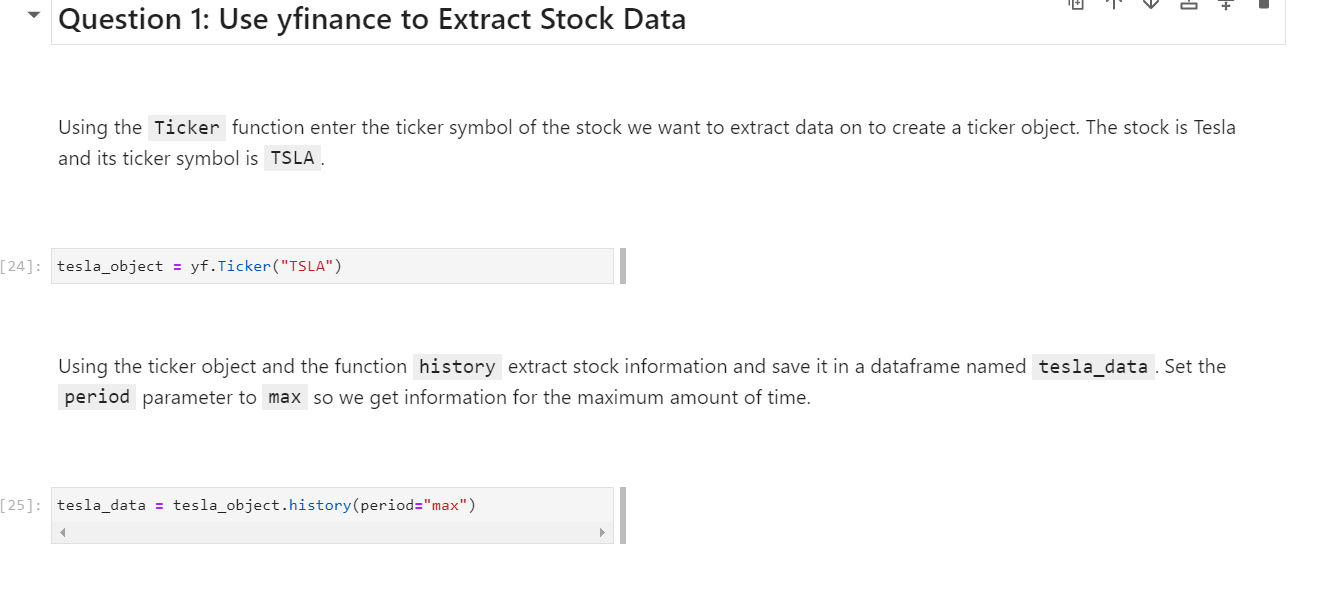 Question 1: Use yfinance to Extract Stock Data
Using the Ticker function enter the ticker symbol of the stock we want to extract data on to create a ticker object. The stock is Tesla
and its ticker symbol is TSLA.
[24]: tesla_object = yf.Ticker("TSLA")
Using the ticker object and the function history extract stock information and save it in a dataframe named tesla_data. Set the
period parameter to max so we get information for the maximum amount of time.
[25]: tesla_data = tesla_object.history(period="max")